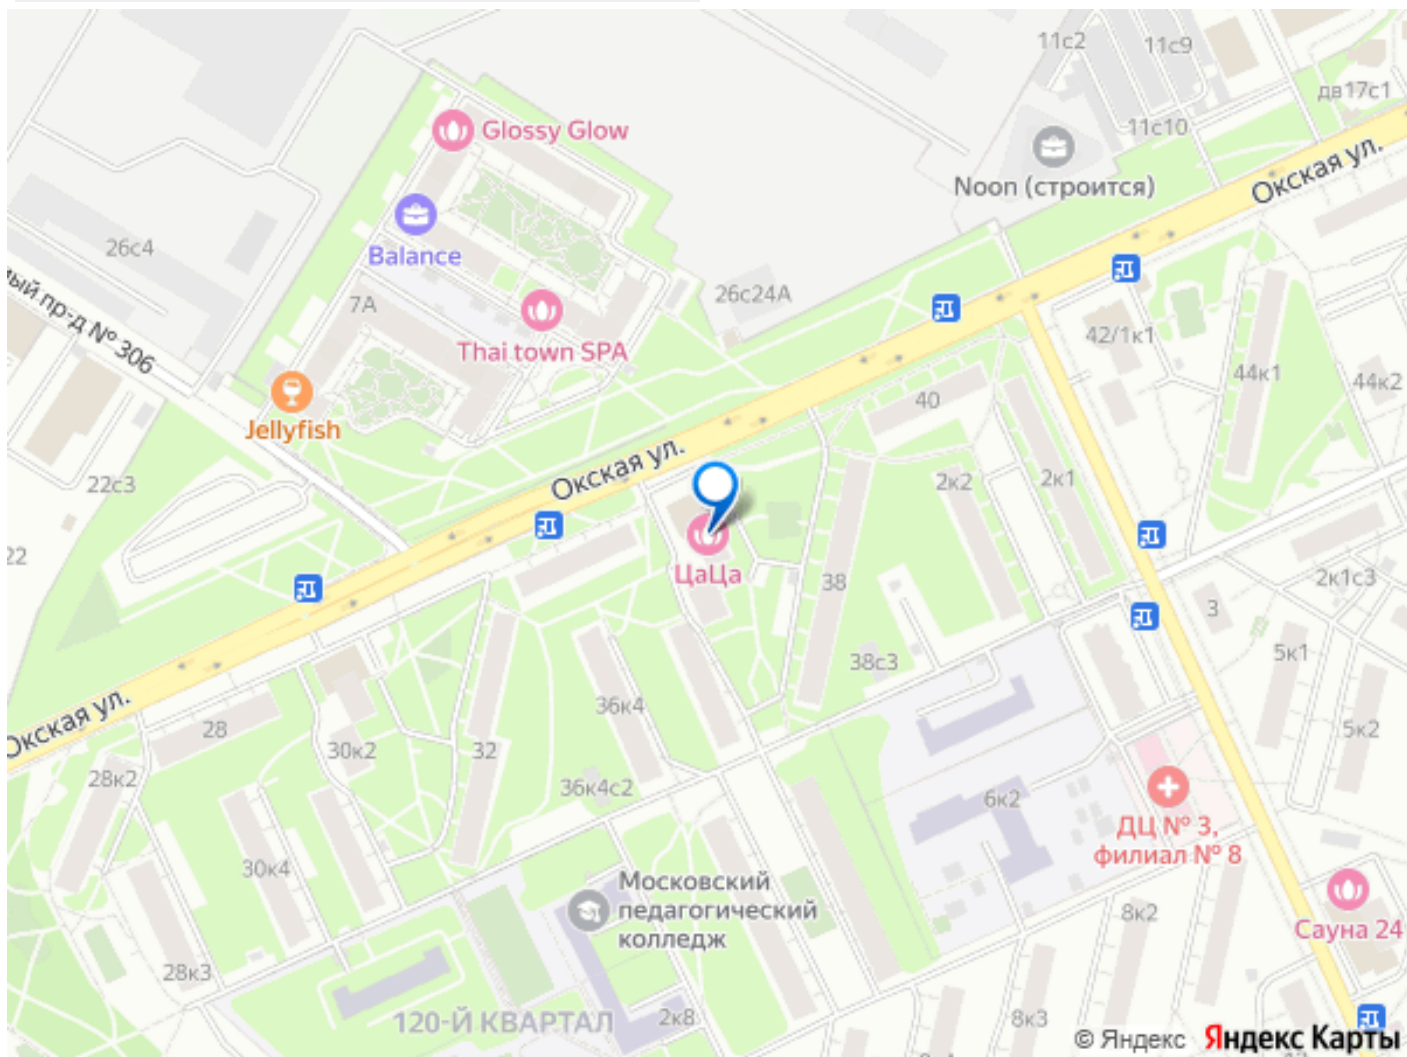 11с2
11с9
дв17с1
Glossy Glow
11с10
Окская ул.
Noon (строится)
Balance
26с4
7А
26с24А
ый пр-д № 306
Thai town SPA
42/1к1
44к1
44к2
Jellyfish
40
Окская ул.
22с3
2к2
2к1
22
ЦаЦа
38
2к1с3
3
38с3
5к1
Окская ул.
28
36к4
30к2
32
5к2
28к2
36к4с2
6к2
ДЦ № 3,
филиал № 8
30к4
Московский
педагогический
колледж
8к2
Сауна 24
28к3
120-Й КВАРТАЛ
2к8
8к3
© Яндекс Яндекс Карты